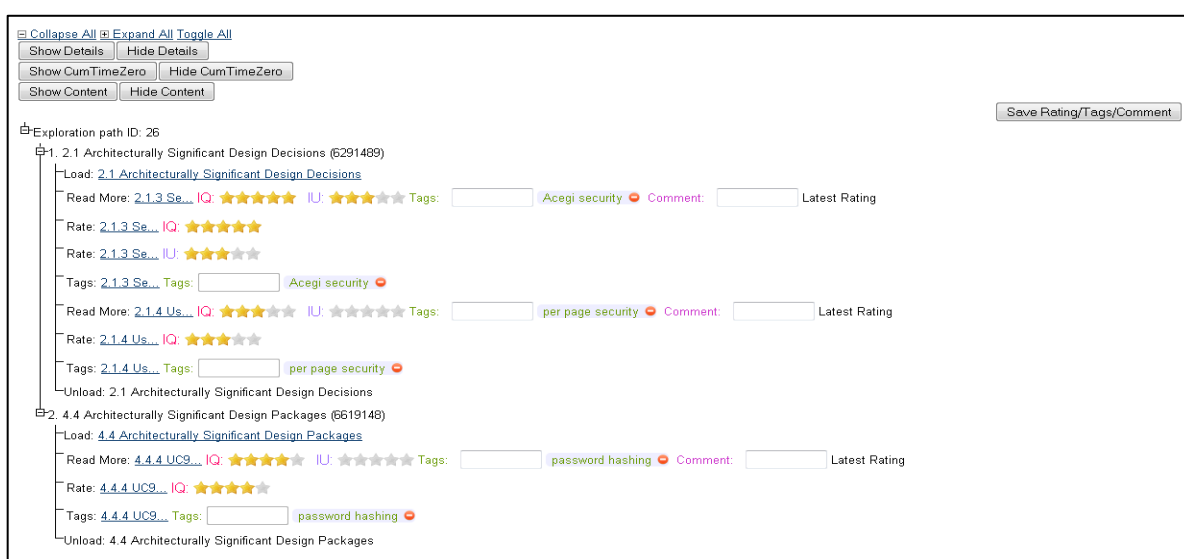 Collapse All Expand All Toggle All
Show Details Hide Details
Show CumTimeZero Hide CumTimeZero
Show Content Hide Content
Save Rating/Tags/Comment
Exploration path ID: 26
1. 2.1 Architecturally Significant Design Decisions (6291489)
Load: 2.1 Architecturally Significant Design Decisions
Read More: 2.1.3 Se... IQ: IU: Tags: Acegi security Comment: Latest Rating
Rate: 2.1.3 Se... IQ:
Rate: 2.1.3 Se... IU:
Tags: 2.1.3 Se... Tags: Acegi security
Read More: 2.1.4 Us... IQ: IU: Tags: per page security Comment: Latest Rating
Rate: 2.1.4 Us... IQ:
Tags: 2.1.4 Us... Tags: per page security
Unload: 2.1 Architecturally Significant Design Decisions
2. 4.4 Architecturally Significant Design Packages (6619148)
Load: 4.4 Architecturally Significant Design Packages
Read More: 4.4.4 UC9... IQ: IU: Tags: password hashing Comment: Latest Rating
Rate: 4.4.4 UC9... IQ:
Tags: 4.4.4 UC9... Tags: password hashing
Unload: 4.4 Architecturally Significant Design Packages